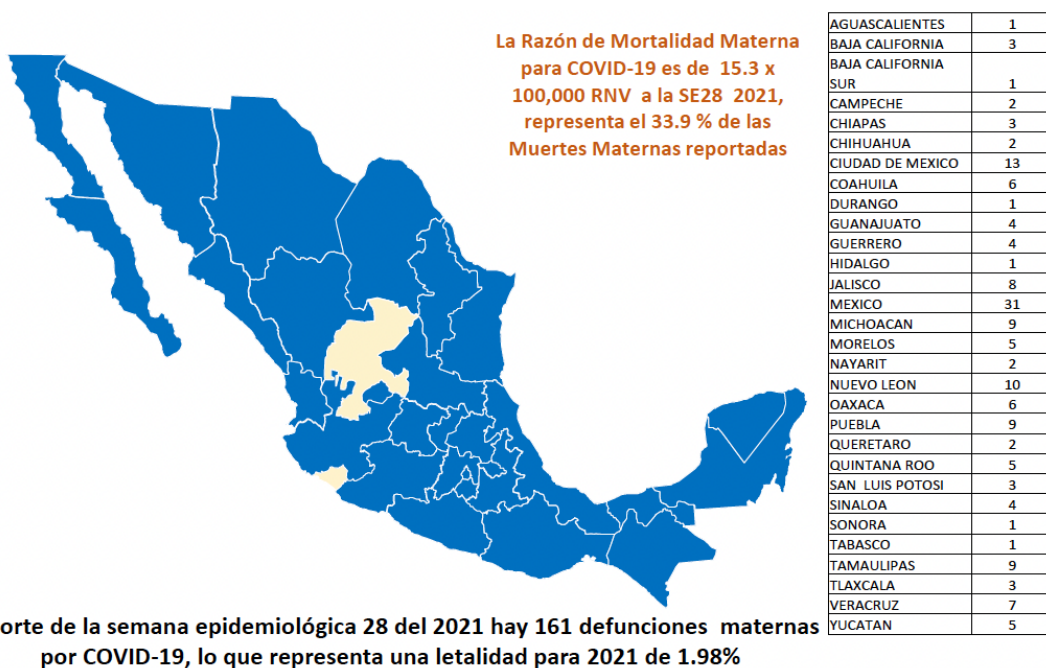 La Razón de Mortalidad Materna
para COVID-19 es de 15.3 x
100,000 RNV a la SE28 2021,
representa el 33.9 % de las
Muertes Maternas reportadas
AGUASCALIENTES 1
BAJA CALIFORNIA 3
BAJA CALIFORNIA
SUR 1
CAMPECHE 2
CHIAPAS 3
CHIHUAHUA 2
CIUDAD DE MEXICO 13
COAHUILA 6
DURANGO 1
GUANAJUATO 4
GUERRERO 4
HIDALGO 1
JALISCO 8
MEXICO 31
MICHOACAN 9
MORELOS 5
NAYARIT 2
NUEVO LEON 10
OAXACA 6
PUEBLA 9
QUERETARO 2
QUINTANA ROO 5
SAN LUIS POTOSI 3
SINALOA 4
SONORA 1
TABASCO 1
TAMAULIPAS 9
TLAXCALA 3
VERACRUZ 7
YUCATAN 5
orte de la semana epidemiológica 28 del 2021 hay 161 defunciones maternas
por COVID-19, lo que representa una letalidad para 2021 de 1.98%